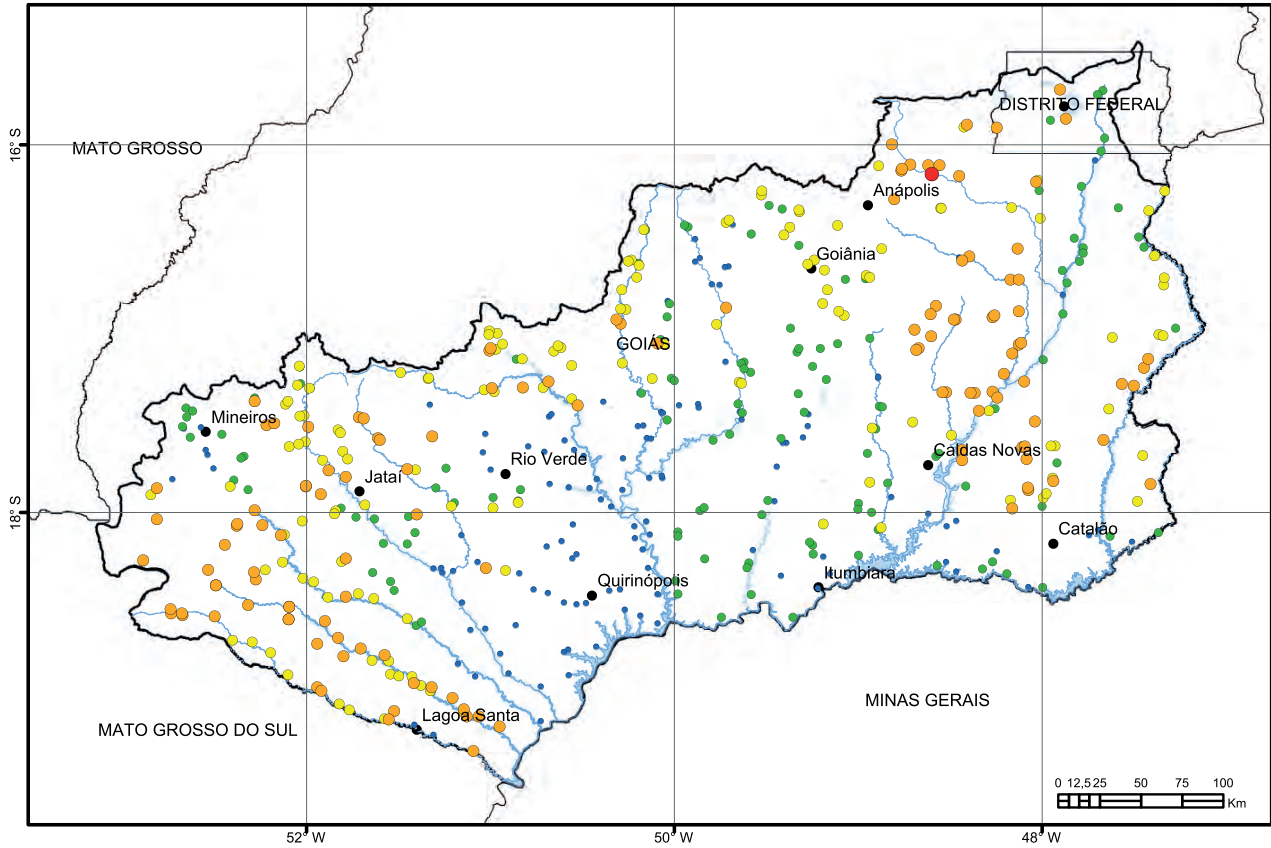 DISTRITO FEDERAL
16° S
MATO GROSSO
Anápolis
Goiânia
GOIÁS
Mineiros
Rio Verde
Caldas Novas
Jataí
18° S
Catalão
Quirinópolis
Itumbiara
MINAS GERAIS
Lagoa Santa
MATO GROSSO DO SUL
0 12,5 25 50 75 100
Km
52° W 50° W 48° W